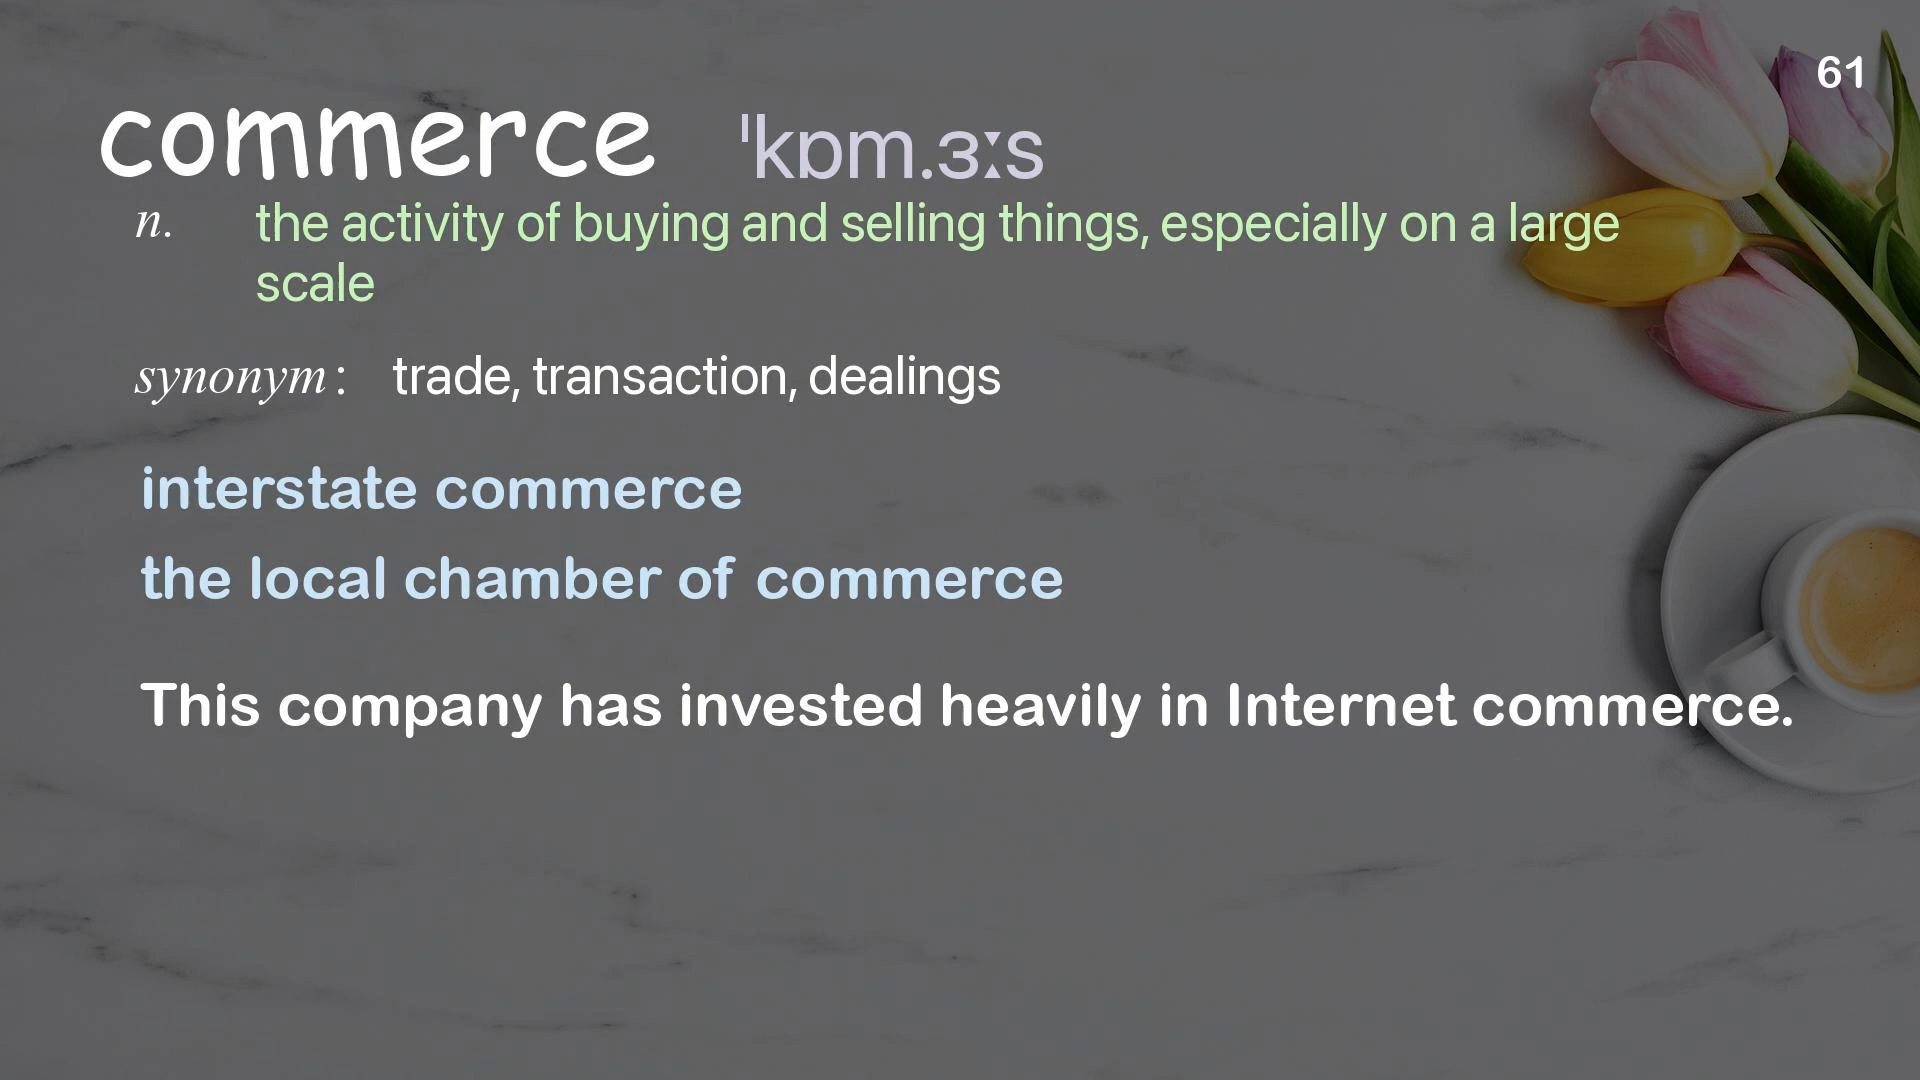 61
commerce ˈkɒm.ɜːs
n. the activity of buying and selling things, especially on a large
scale
synonym: trade, transaction, dealings
interstate commerce
the local chamber of commerce
This company has invested heavily in Internet commerce.